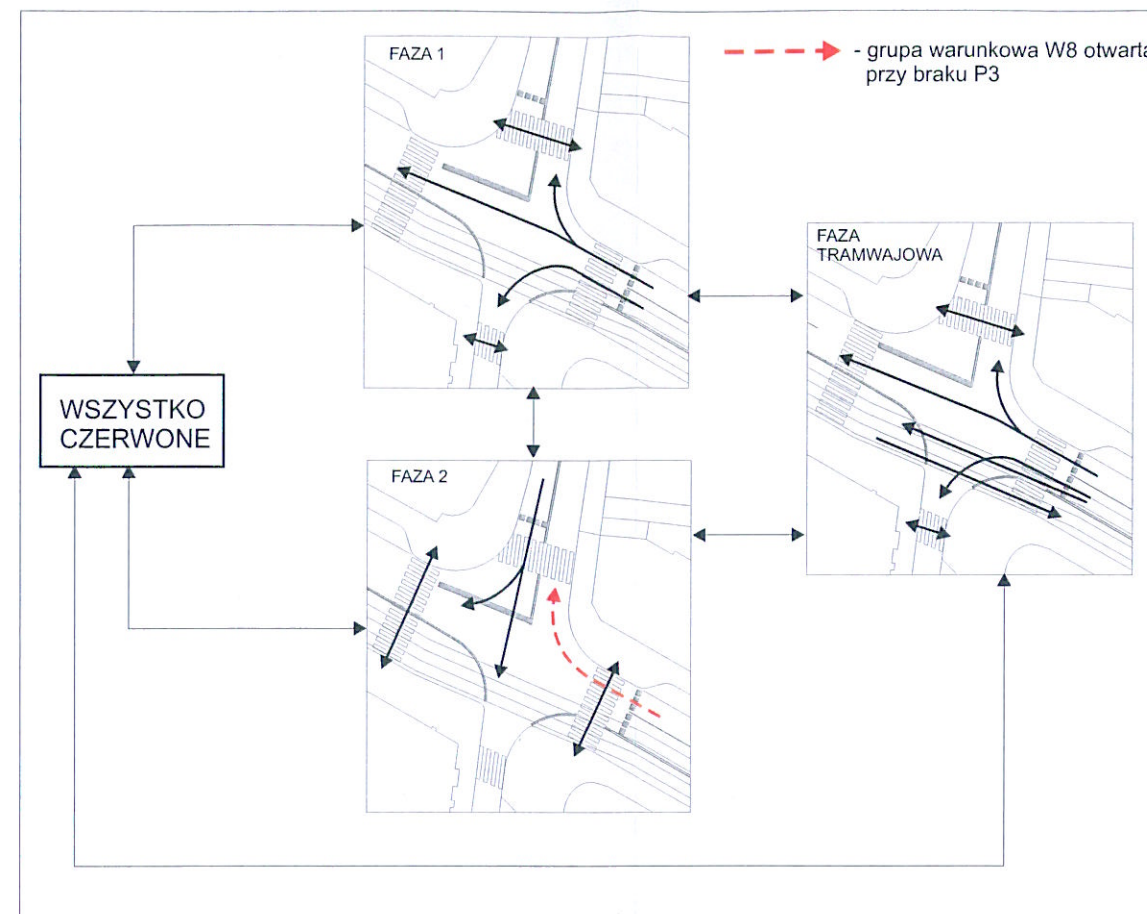 FAZA 1
- grupa warunkowa W8 otwarta
przy braku P3
FAZA
TRAMWAJOWA
WSZYSTKO
CZERWONE
FAZA 2